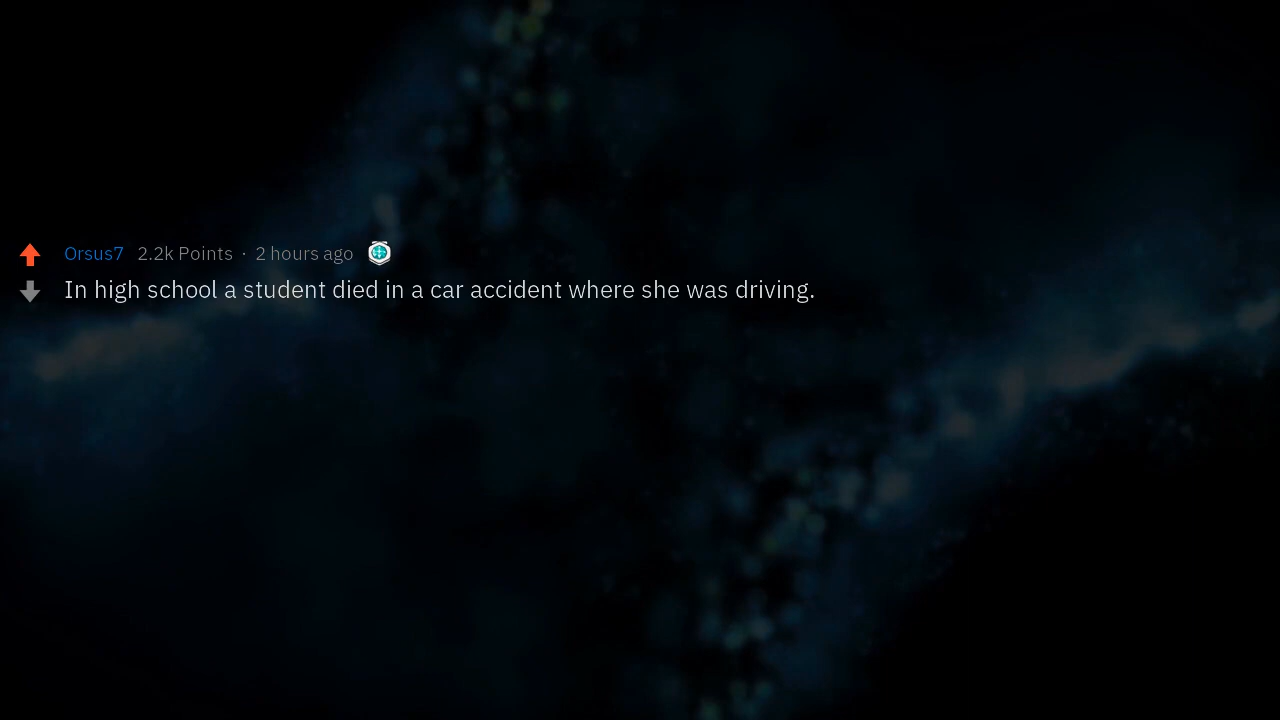 Orsus7 2.2k Points · 2 hours ago
In high school a student died in a car accident where she was driving.